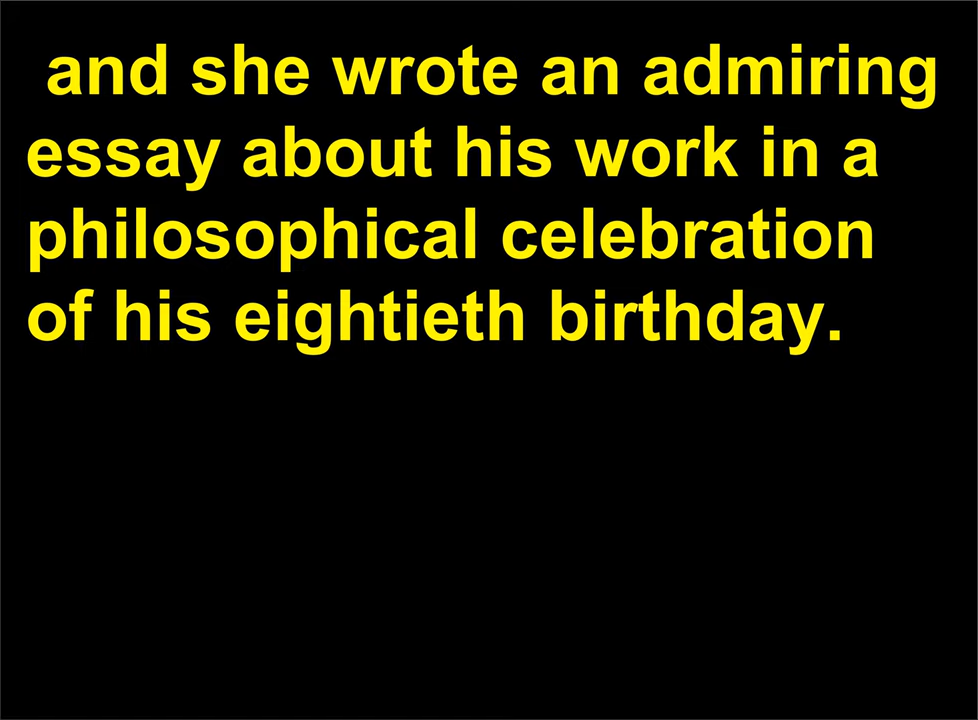 and she wrote an admiring
essay about his work in a
philosophical celebration
of his eightieth birthday.